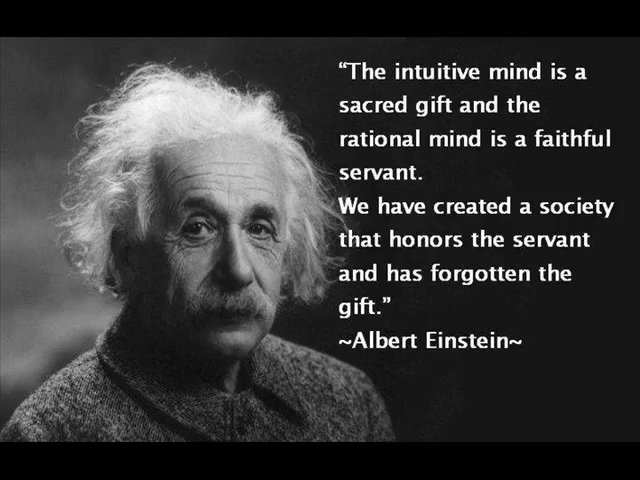 “The intuitive mind is a
sacred gift and the
rational mind is a faithful
servant.
We have created a society
that honors the servant
and has forgotten the
gift.”
~Albert Einstein~